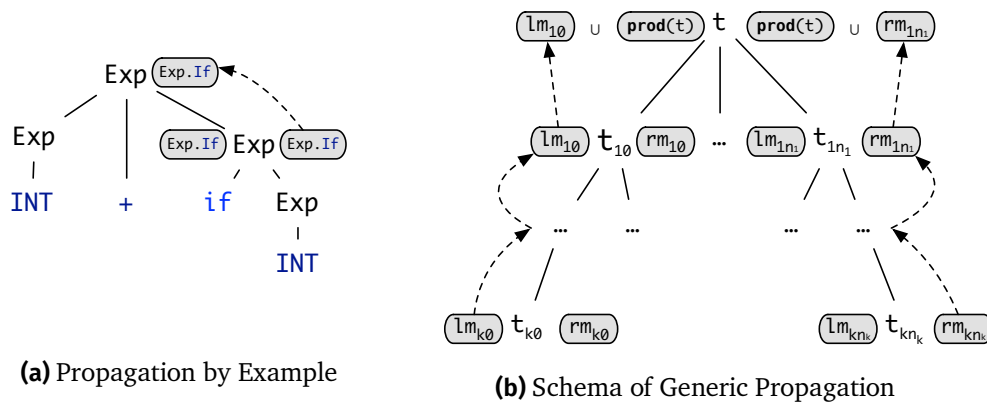 Exp Exp.If
Exp Exp.If Exp Exp.If
INT + if Exp
INT
(a) Propagation by Example
lm10 ∪ prod(t) t prod(t) ∪ rm1n1
lm10 t10 rm10 … lm1n1 t1n1 rm1n1
… … … …
lmk0 tk0 rmk0 lmknk tknk rmknk
(b) Schema of Generic Propagation